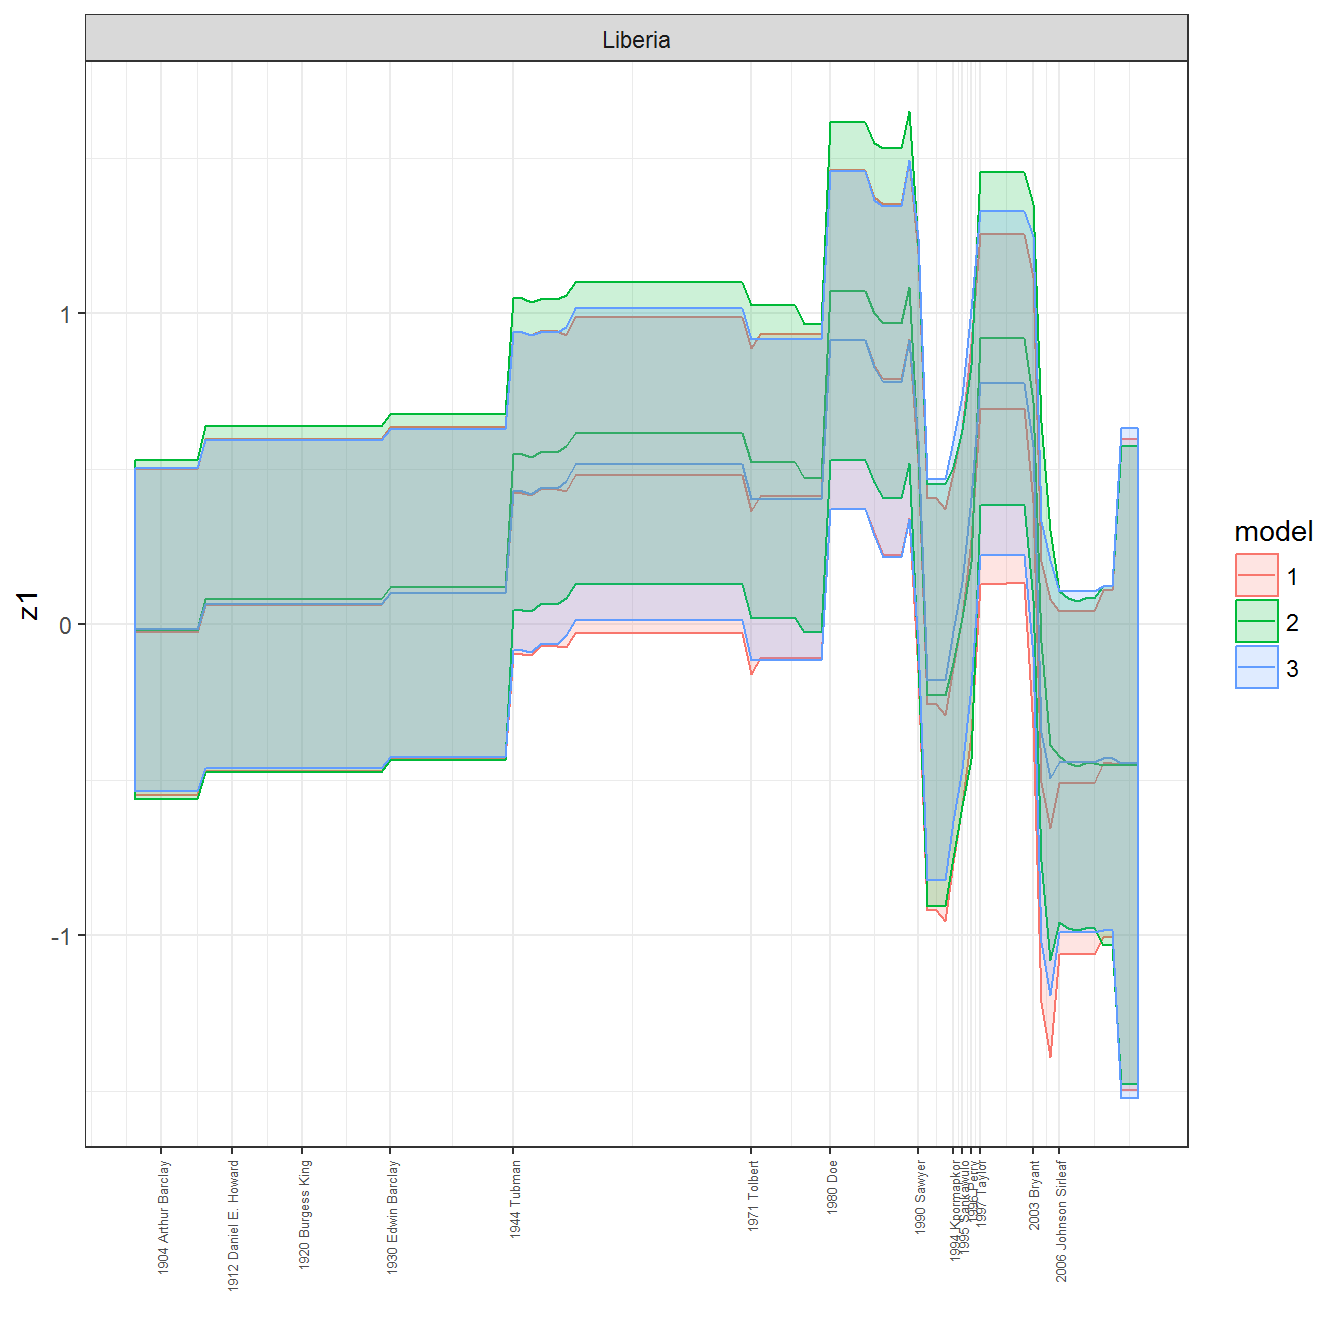 Liberia
z1
1
0
-1
1904 Arthur Barclay
1912 Daniel E. Howard
1920 Burgess King
1930 Edwin Barclay
1944 Tubman
1971 Tolbert
1980 Doe
1990 Sawyer
1994 Kpormapkor
1995 Sankawulo
1996 Perry
1997 Taylor
2003 Bryant
2006 Johnson Sirleaf
model
1
2
3